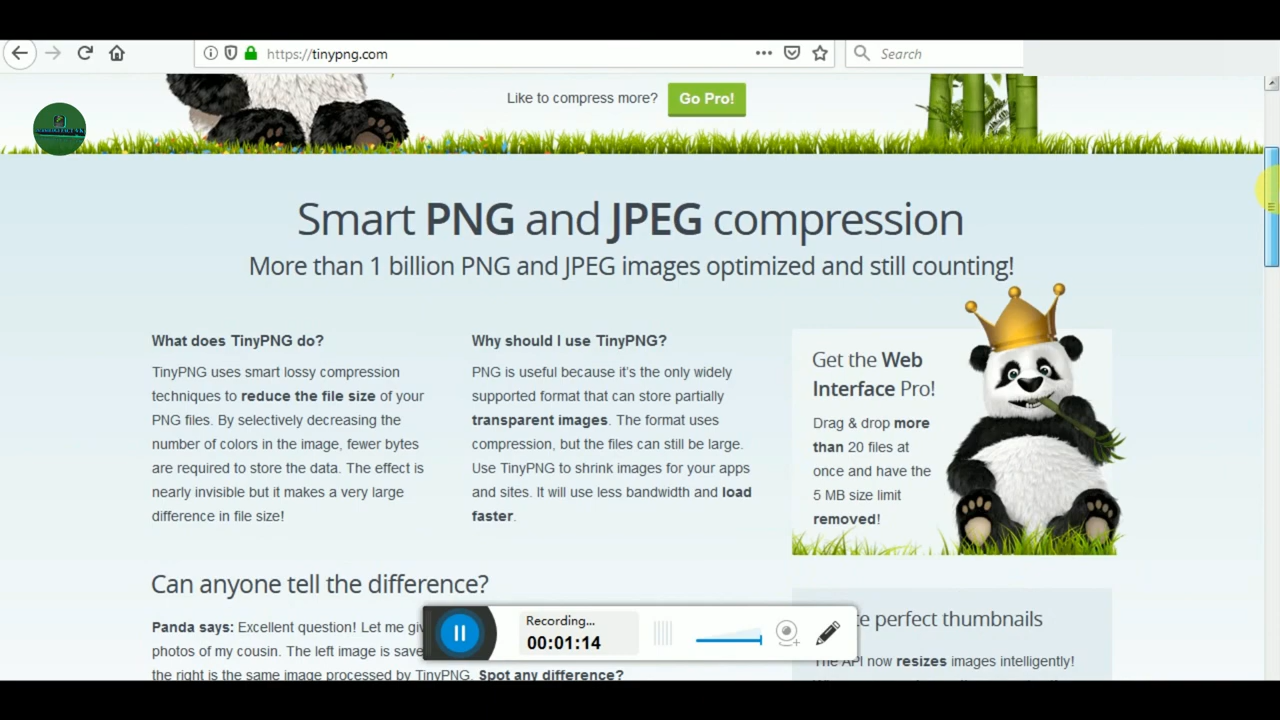 https://tinypng.com
Search
Like to compress more? Go Pro!
Smart PNG and JPEG compression
More than 1 billion PNG and JPEG images optimized and still counting!
What does TinyPNG do?
TinyPNG uses smart lossy compression
techniques to reduce the file size of your
PNG files. By selectively decreasing the
number of colors in the image, fewer bytes
are required to store the data. The effect is
nearly invisible but it makes a very large
difference in file size!
Why should I use TinyPNG?
PNG is useful because it's the only widely
supported format that can store partially
transparent images. The format uses
compression, but the files can still be large.
Use TinyPNG to shrink images for your apps
and sites. It will use less bandwidth and load
faster.
Get the Web
Interface Pro!
Drag & drop more
than 20 files at
once and have the
5 MB size limit
removed!
Can anyone tell the difference?
Panda says: Excellent question! Let me
photos of my cousin. The left image is
the right is the same image processed by TinyPNG. Spot any difference?
perfect thumbnails
The API now resizes images intelligently!
Recording...
00:01:14